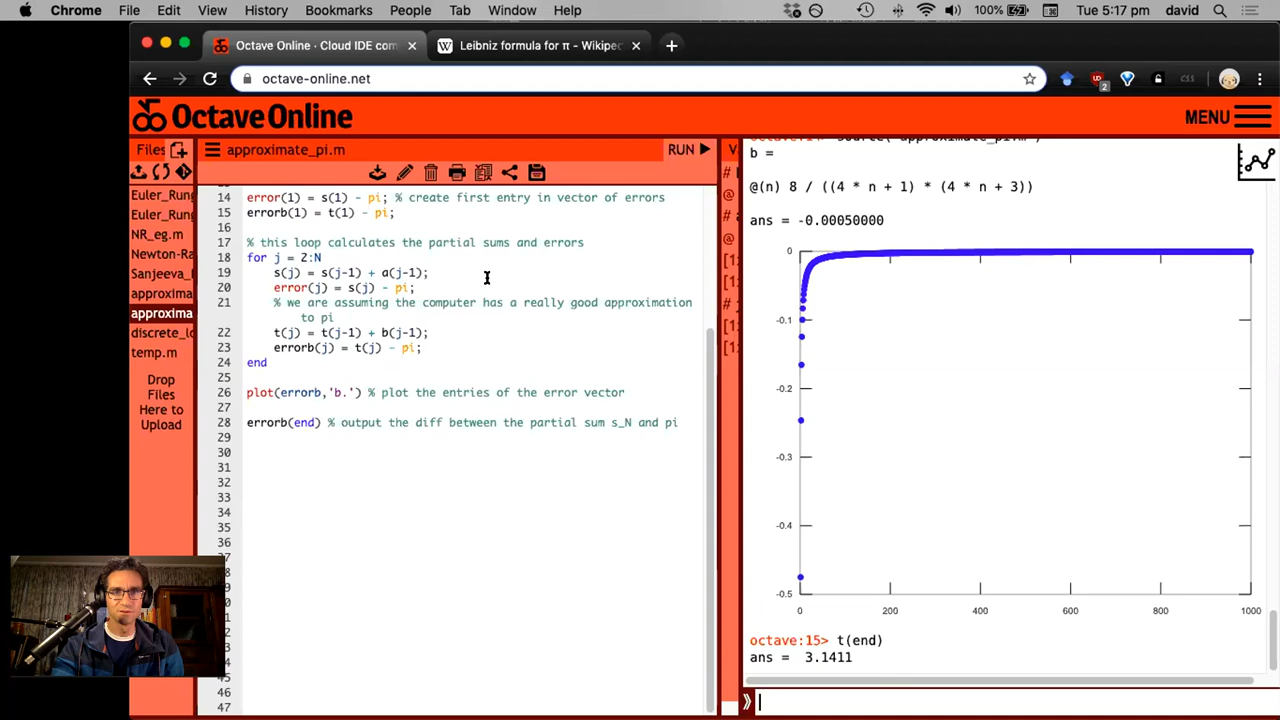 Chrome File Edit View History Bookmarks People Tab Window Help 100% Tue 5:17 pm david
Octave Online · Cloud IDE com
Leibniz formula for π - Wikiped
octave-online.net
2
OctaveOnline
MENU
Files
approximate_pi.m
RUN
Euler_Rung
Euler_Rung
NR_eg.m
Newton-Ra
Sanjeeva_
approxima
approxima
discrete_lo
temp.m
Drop
Files
Here to
Upload
14 error(1) = s(1) - pi; % create first entry in vector of errors
15 errorb(1) = t(1) - pi;
16
17 % this loop calculates the partial sums and errors
18 for j = 2:N
19 s(j) = s(j-1) + a(j-1);
20 error(j) = s(j) - pi;
21 % we are assuming the computer has a really good approximation
to pi
22 t(j) = t(j-1) + b(j-1);
23 errorb(j) = t(j) - pi;
24 end
25
26 plot(errorb,'b.') % plot the entries of the error vector
27
28 errorb(end) % output the diff between the partial sum s_N and pi
29
30
31
32
33
34
35
36
37
46
47
b =
@(n) 8 / ((4 * n + 1) * (4 * n + 3))
ans = -0.00050000
0
-0.1
-0.2
-0.3
-0.4
-0.5
0 200 400 600 800 1000
octave:15> t(end)
ans = 3.1411